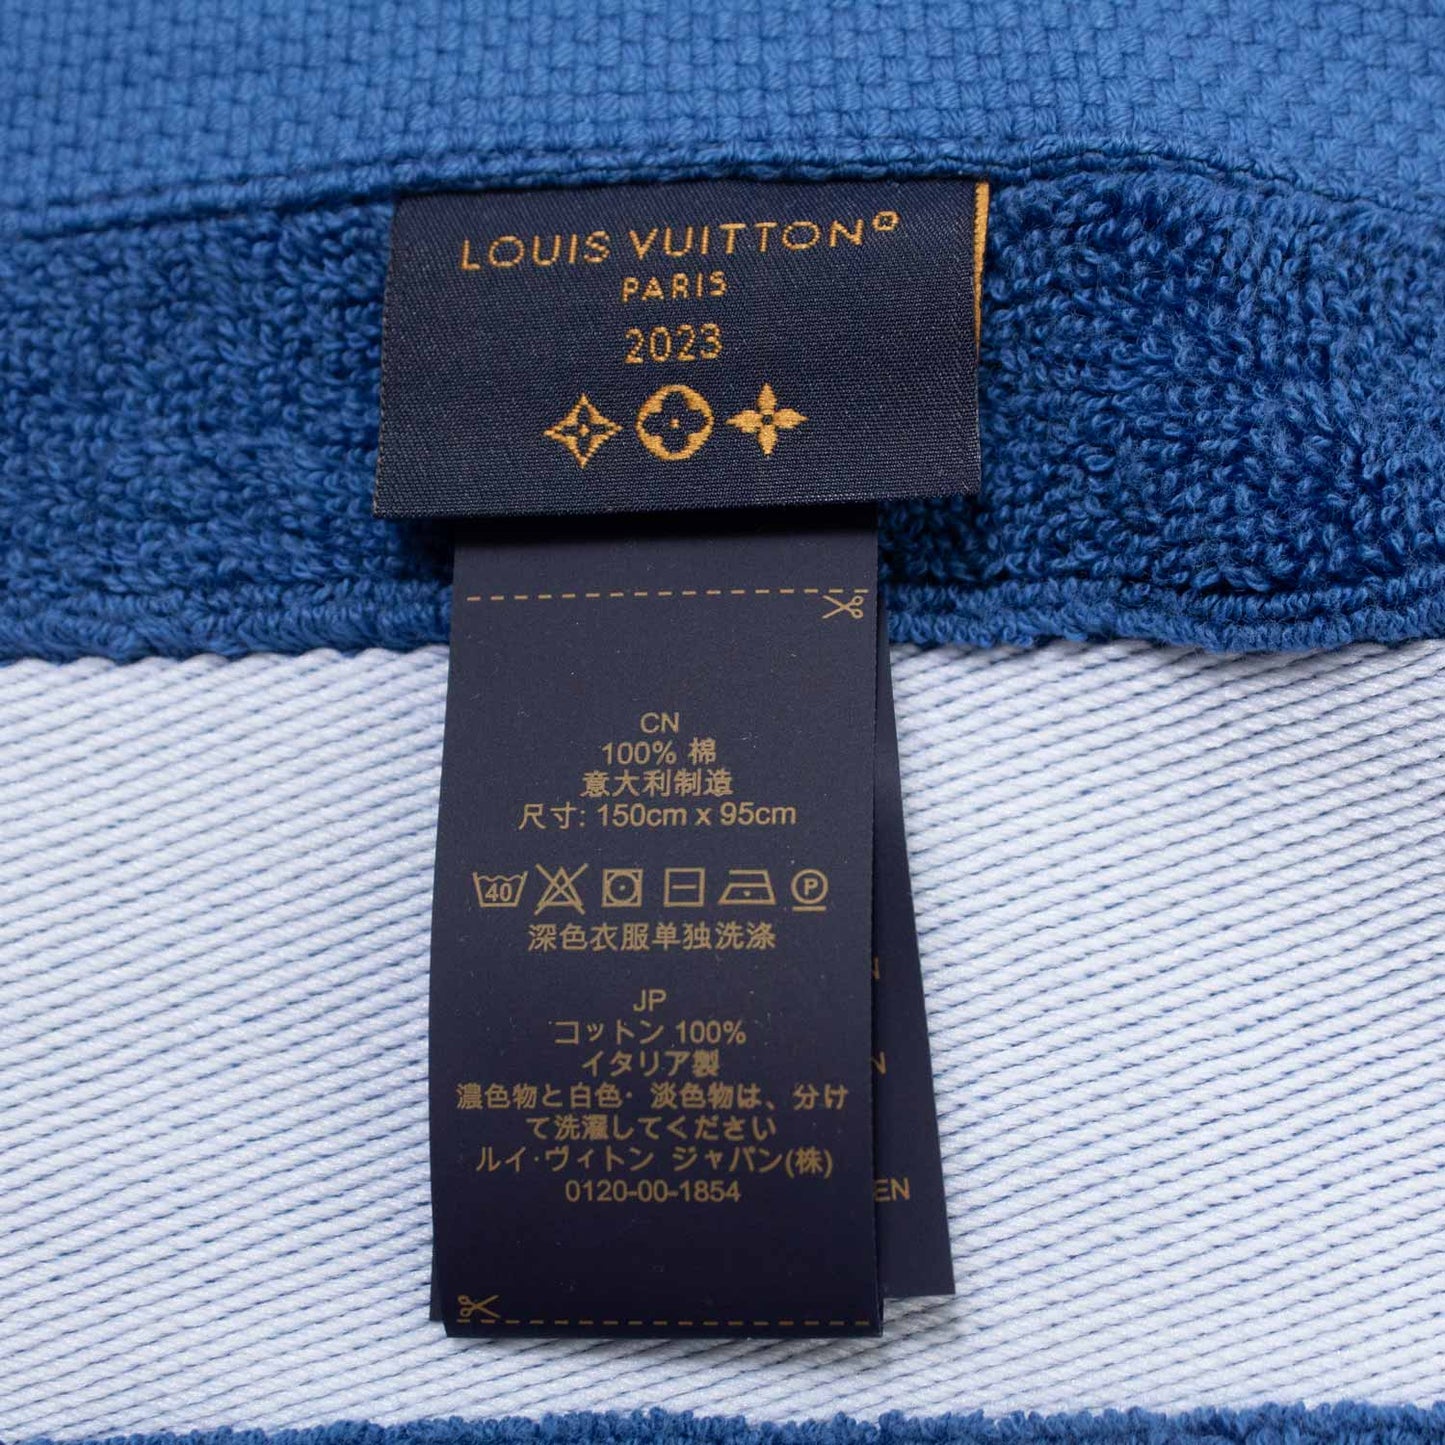 LOUIS VUITTON
PARIS
2023
CN
100% 棉
意大利制造
尺寸: 150cm x 95cm
40 P
深色衣服单独洗涤
JP
コットン 100%
イタリア製
濃色物と白色・淡色物は、分け
て洗濯してください
ルイ・ヴィトン ジャパン(株)
0120-00-1854
N
N
EN